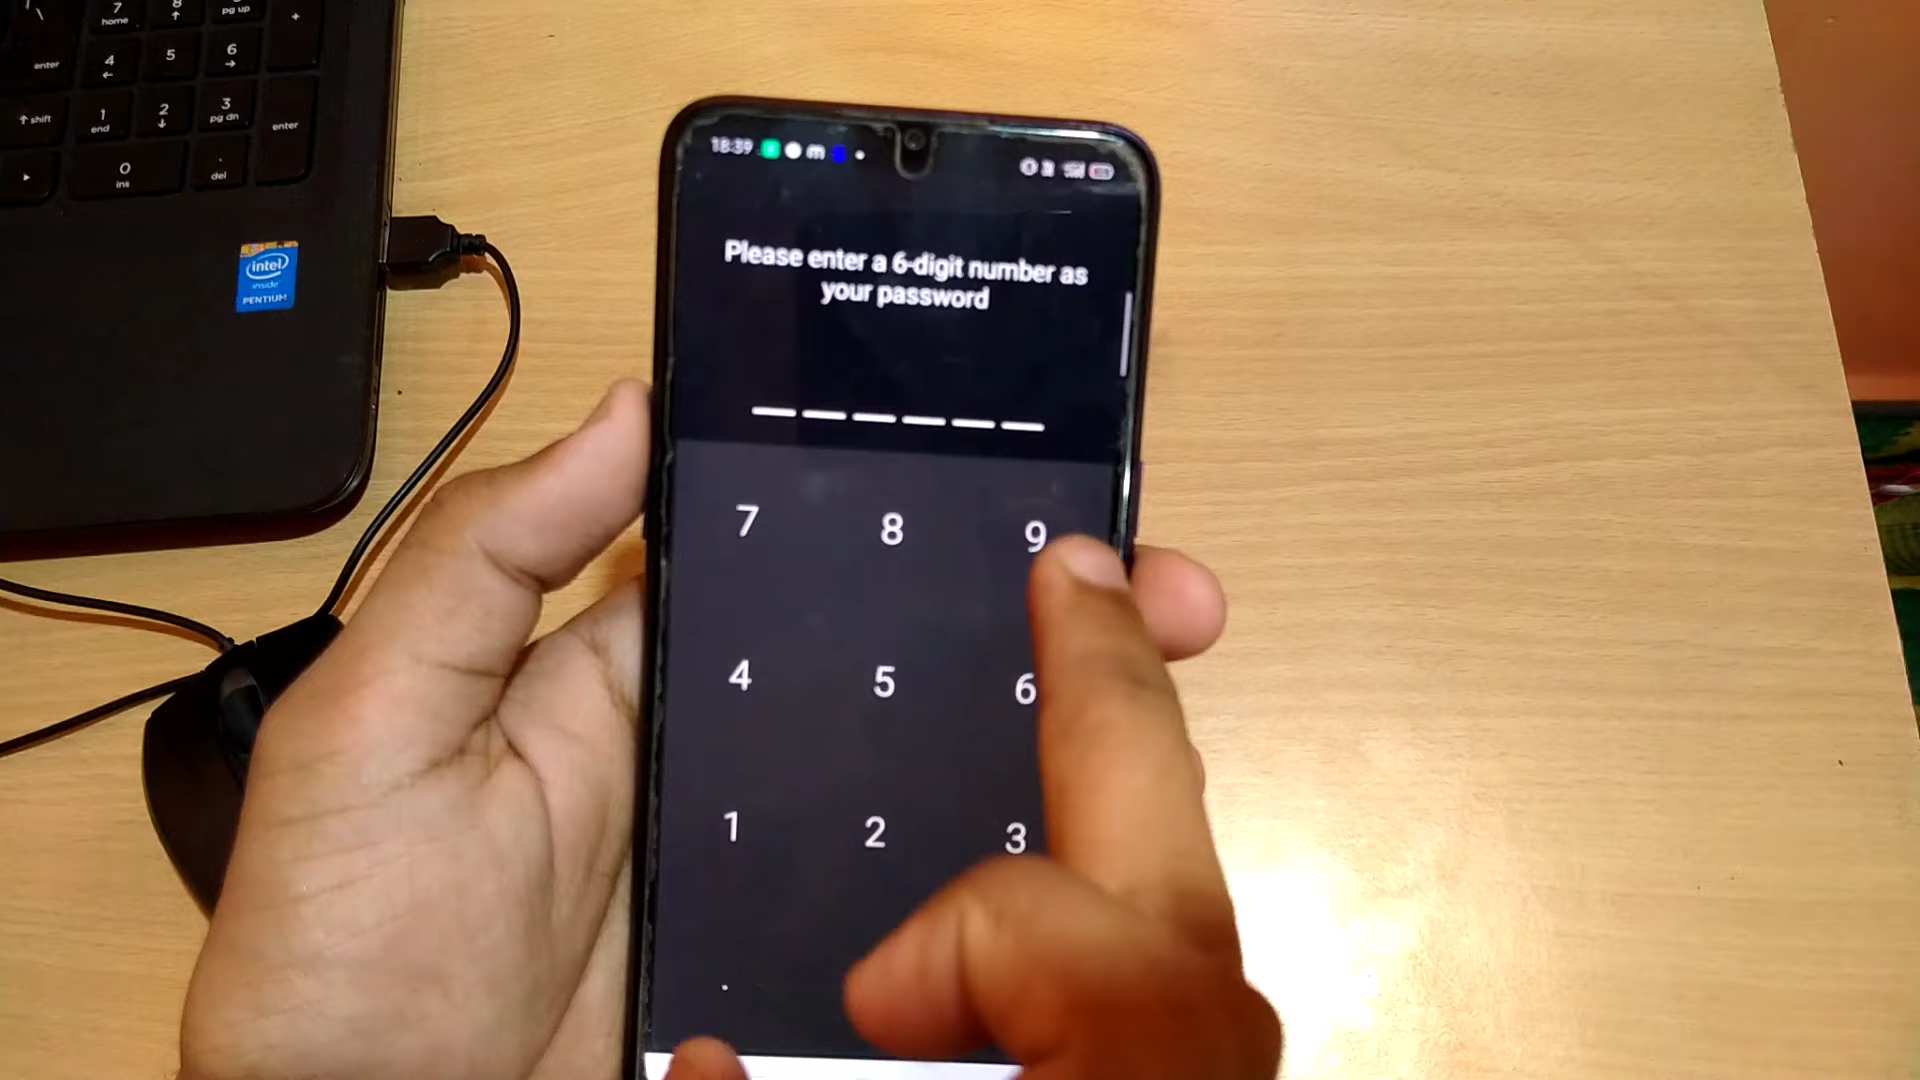 \
7
home
8
↑
pg up
+
enter
4
←
5
6
→
↑ shift
1
end
2
↓
3
pg dn
enter
0
ins
.
del
intel
inside
PENTIUM
18:39
m
Please enter a 6-digit number as
your password
7 8 9
4 5 6
1 2 3
.